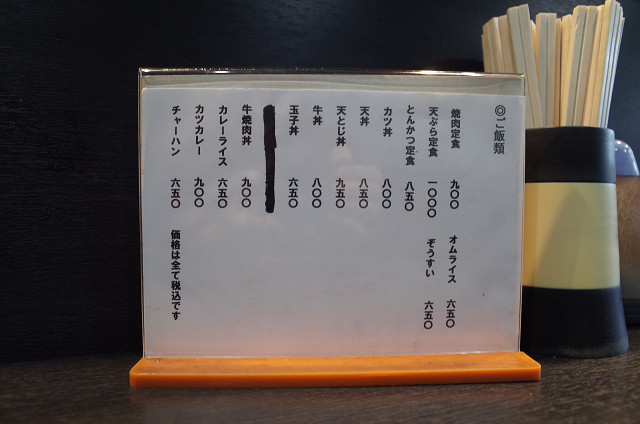 ◎ご飯類
焼肉定食 九〇〇
天ぷら定食 一〇〇〇
とんかつ定食 八五〇
カツ丼 八〇〇
天丼 八五〇
天とじ丼 九五〇
牛丼 八〇〇
玉子丼 六五〇
牛焼肉丼 九〇〇
カレーライス 六五〇
カツカレー 九〇〇
チャーハン 六五〇
オムライス 六五〇
ぞうすい 六五〇
価格は全て税込です